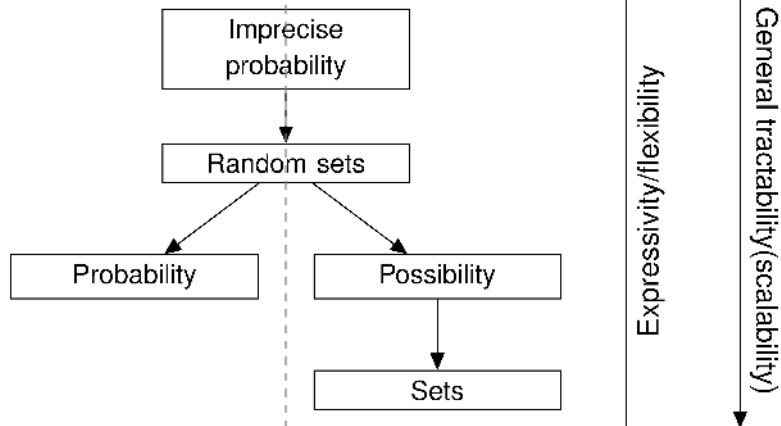 Imprecise
probability
Random sets
Probability
Possibility
Sets
Expressivity/flexibility
General tractability(scalability)